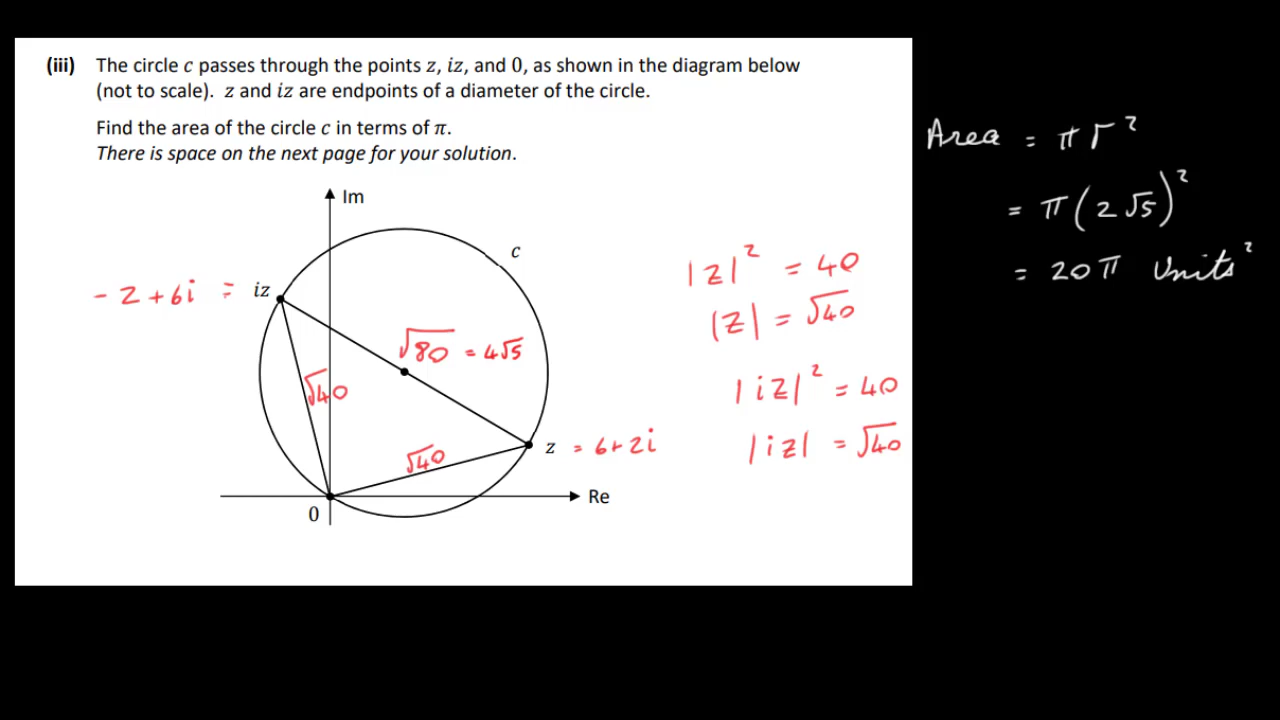 (iii) The circle c passes through the points z, iz, and 0, as shown in the diagram below
(not to scale). z and iz are endpoints of a diameter of the circle.
Find the area of the circle c in terms of π.
There is space on the next page for your solution.
Im
c
- 2 + 6i = iz
√80 = 4√5
√40
√40
z = 6 + 2i
Re
0
|z|² = 40
|z| = √40
|iz|² = 40
|iz| = √40
Area = π r²
= π (2√5)²
= 20π Units²